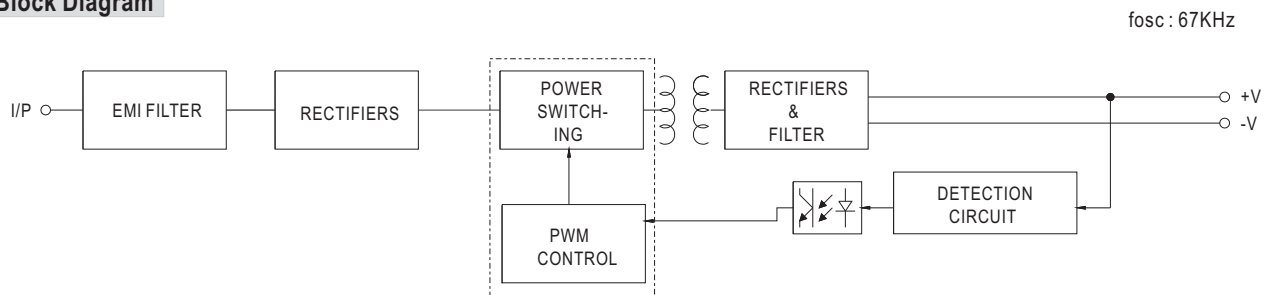 Block Diagram
fosc : 67KHz
I/P
EMI FILTER
RECTIFIERS
POWER
SWITCH-
ING
RECTIFIERS
&
FILTER
+V
-V
DETECTION
CIRCUIT
PWM
CONTROL